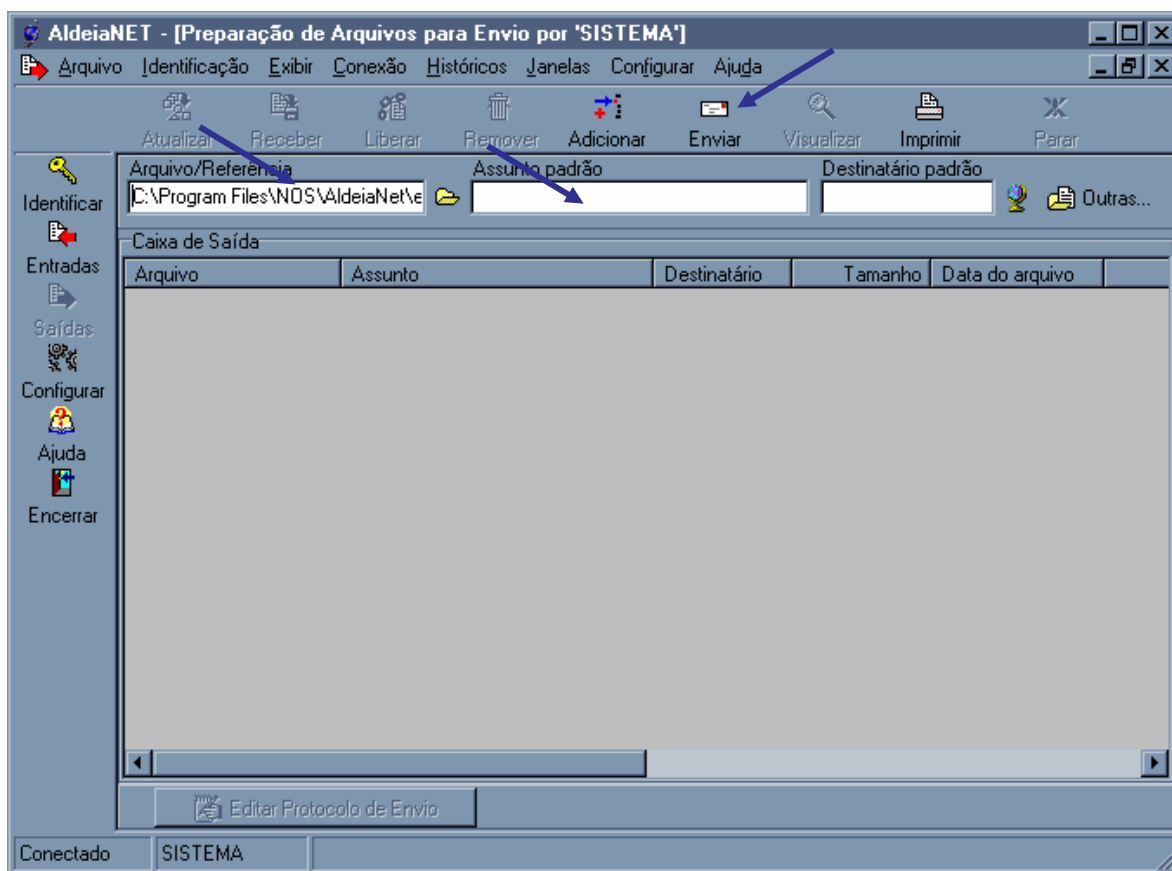 AldeiaNET - [Preparação de Arquivos para Envio por 'SISTEMA']
Arquivo Identificação Exibir Conexão Históricos Janelas Configurar Ajuda
Atualizar Receber Liberar Remover Adicionar Enviar Visualizar Imprimir Parar
Identificar
Entradas
Saídas
Configurar
Ajuda
Encerrar
Arquivo/Referência Assunto padrão Destinatário padrão
C:\Program Files\NOS\AldeiaNet\e Outras...
Caixa de Saída
Arquivo Assunto Destinatário Tamanho Data do arquivo
Editar Protocolo de Envio
Conectado SISTEMA